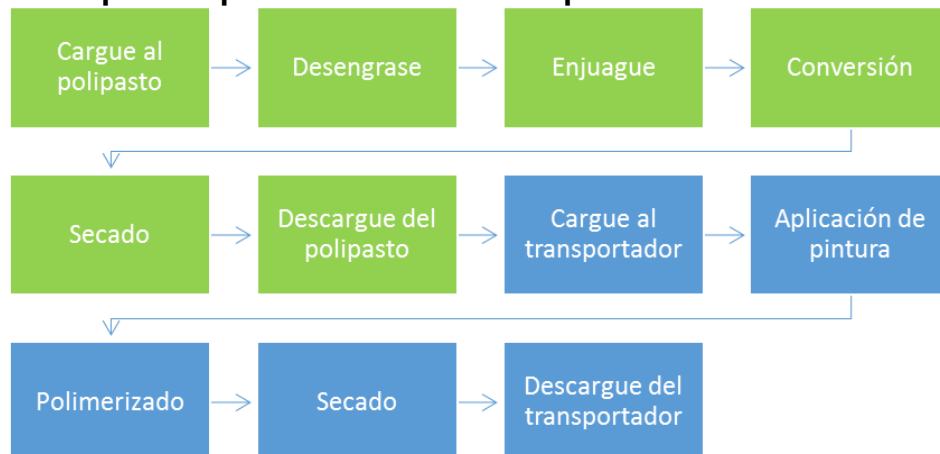 Cargue al
polipasto
Desengrase
Enjuague
Conversión
Secado
Descargue del
polipasto
Cargue al
transportador
Aplicación de
pintura
Polimerizado
Secado
Descargue del
transportador